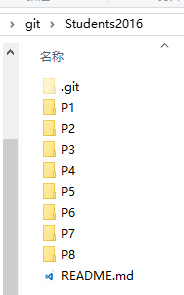 git > Students2016
名称
.git
P1
P2
P3
P4
P5
P6
P7
P8
README.md